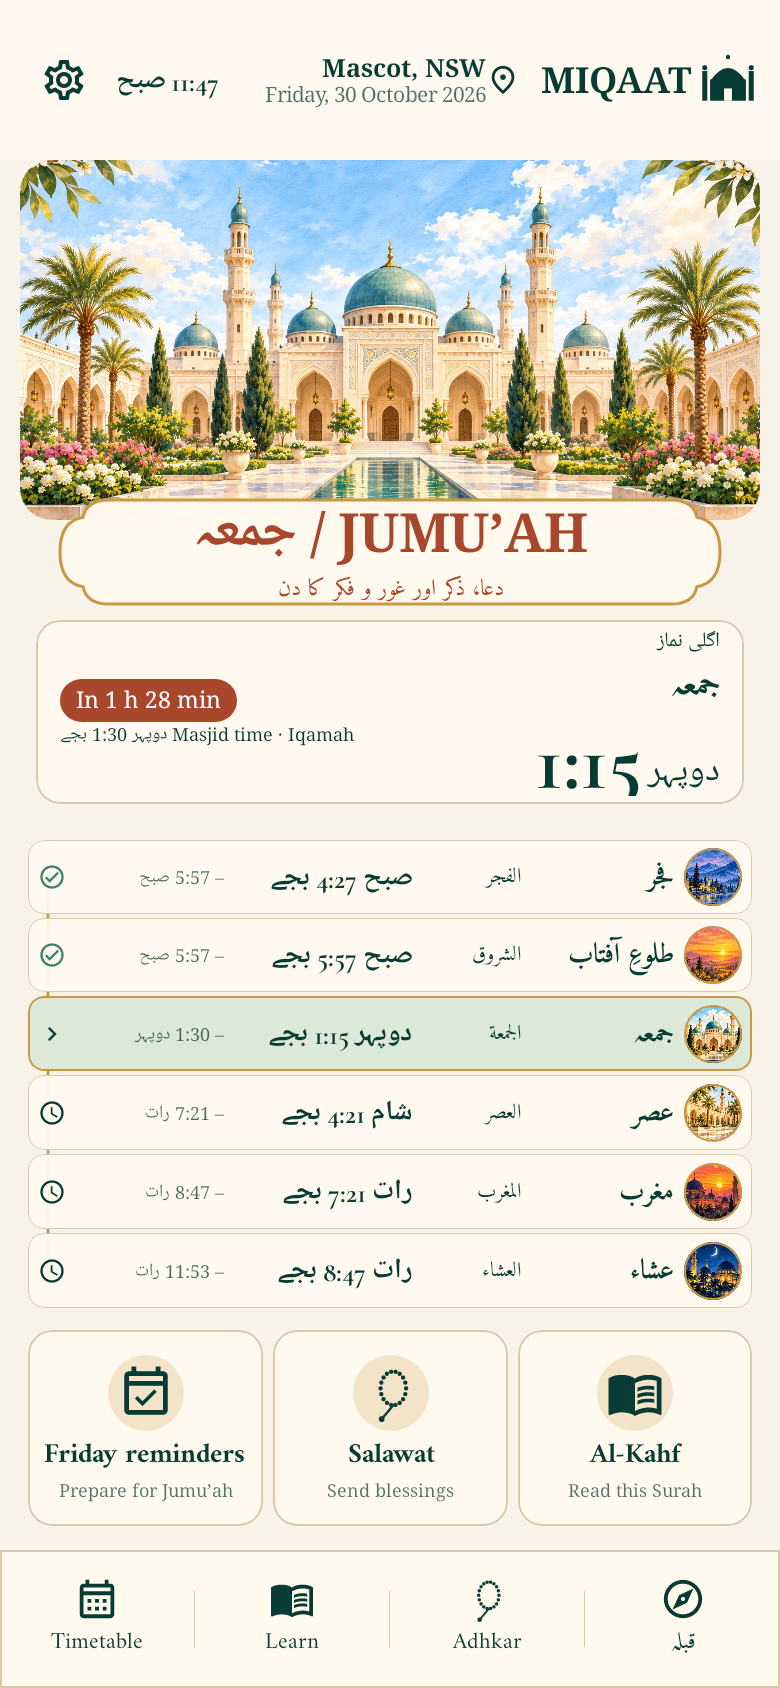 MIQAAT
Mascot, NSW
Friday, 30 October 2026
11:47 صبح
جمعہ / JUMU’AH
دعا، ذکر اور غور و فکر کا دن
اگلی نماز
جمعہ
دوپہر 1:15
In 1 h 28 min
Masjid time · Iqamah دوپہر 1:30 بجے
فجر الفجر صبح 4:27 بجے – 5:57 صبح
طلوعِ آفتاب الشروق صبح 5:57 بجے – 5:57 صبح
جمعہ الجمعة دوپہر 1:15 بجے – 1:30 دوپہر
عصر العصر شام 4:21 بجے – 7:21 رات
مغرب المغرب رات 7:21 بجے – 8:47 رات
عشاء العشاء رات 8:47 بجے – 11:53 رات
Al-Kahf
Read this Surah
Salawat
Send blessings
Friday reminders
Prepare for Jumu’ah
قبلہ
Adhkar
Learn
Timetable